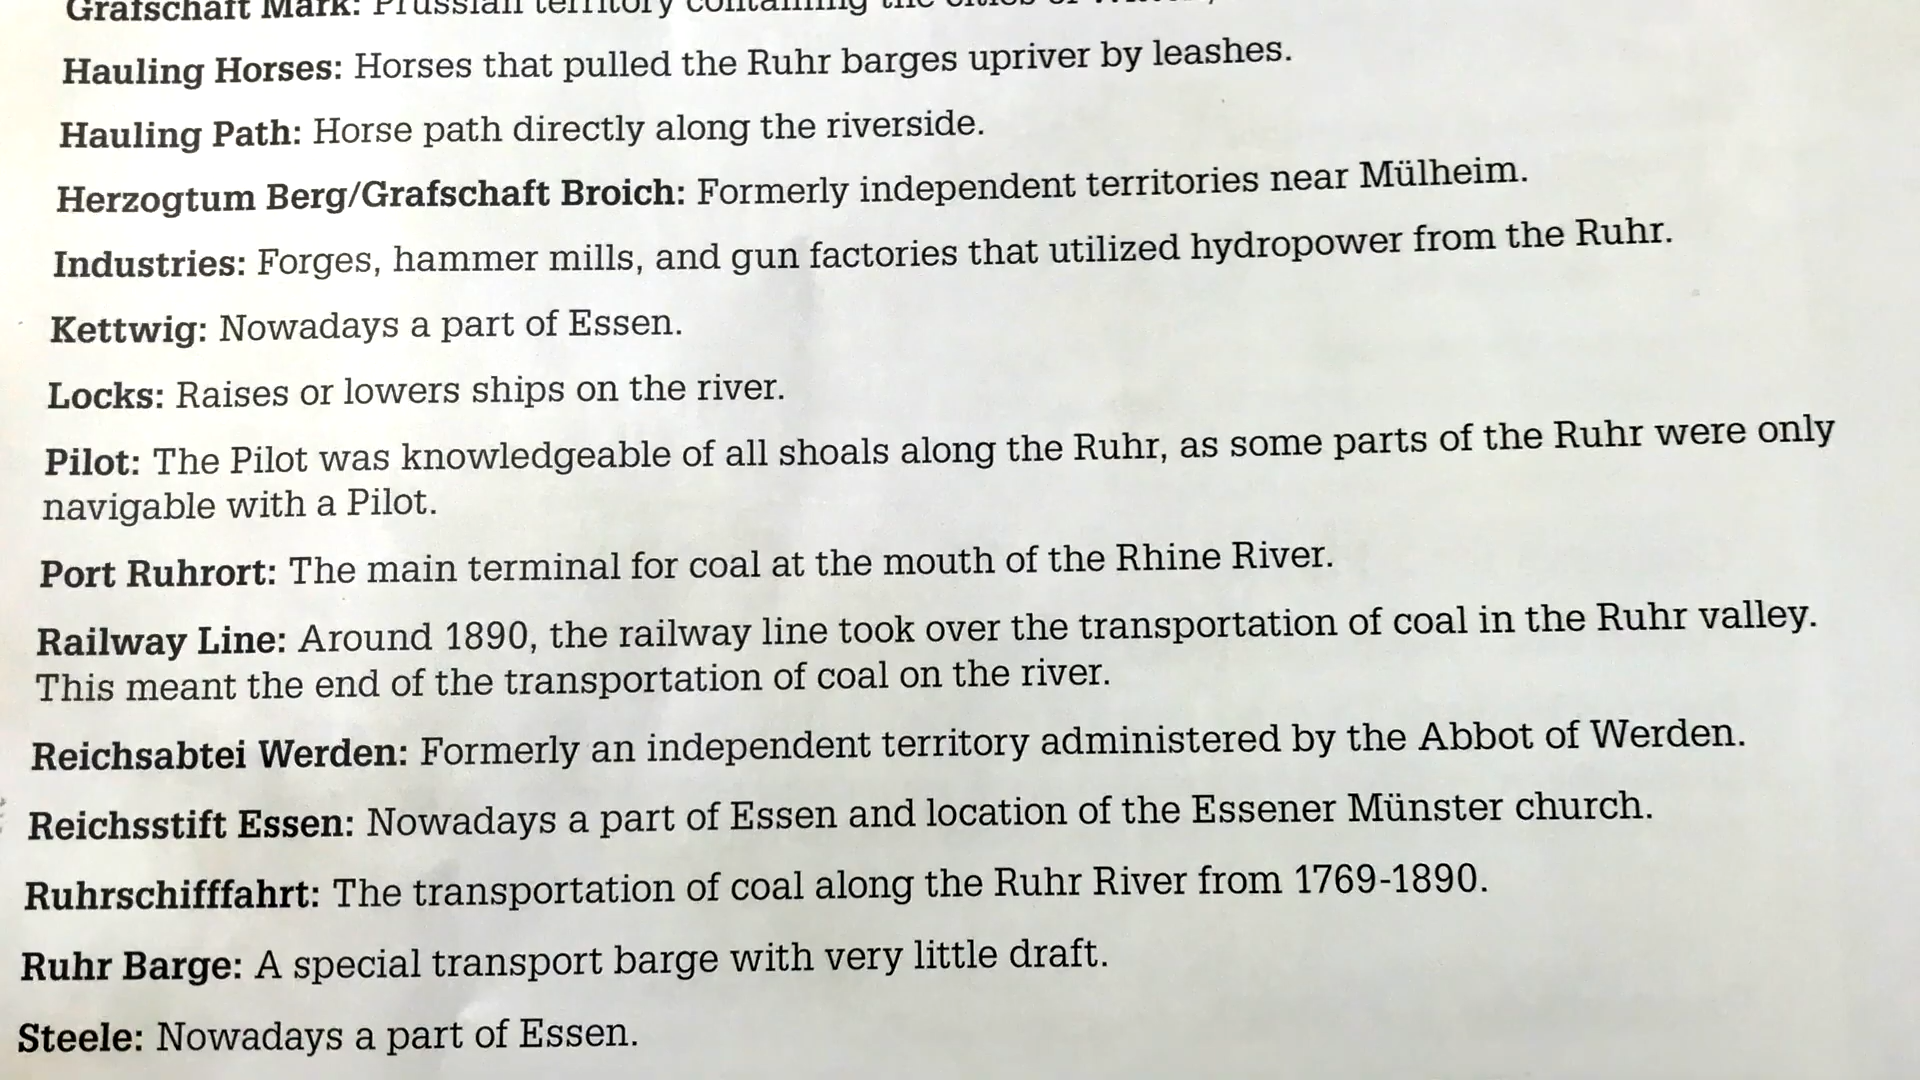 Grafschaft Mark: Prussian territory containing the cities of
Hauling Horses: Horses that pulled the Ruhr barges upriver by leashes.
Hauling Path: Horse path directly along the riverside.
Herzogtum Berg/Grafschaft Broich: Formerly independent territories near Mülheim.
Industries: Forges, hammer mills, and gun factories that utilized hydropower from the Ruhr.
Kettwig: Nowadays a part of Essen.
Locks: Raises or lowers ships on the river.
Pilot: The Pilot was knowledgeable of all shoals along the Ruhr, as some parts of the Ruhr were only
navigable with a Pilot.
Port Ruhrort: The main terminal for coal at the mouth of the Rhine River.
Railway Line: Around 1890, the railway line took over the transportation of coal in the Ruhr valley.
This meant the end of the transportation of coal on the river.
Reichsabtei Werden: Formerly an independent territory administered by the Abbot of Werden.
Reichsstift Essen: Nowadays a part of Essen and location of the Essener Münster church.
Ruhrschifffahrt: The transportation of coal along the Ruhr River from 1769-1890.
Ruhr Barge: A special transport barge with very little draft.
Steele: Nowadays a part of Essen.